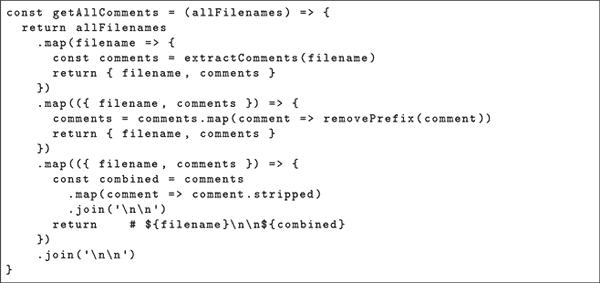 const getAllComments = (allFilenames) => {
  return allFilenames
    .map(filename => {
      const comments = extractComments(filename)
      return { filename, comments }
    })
    .map(({ filename, comments }) => {
      comments = comments.map(comment => removePrefix(comment))
      return { filename, comments }
    })
    .map(({ filename, comments }) => {
      const combined = comments
        .map(comment => comment.stripped)
        .join('\n\n')
      return    # ${filename}\n\n${combined}
    })
    .join('\n\n')
}